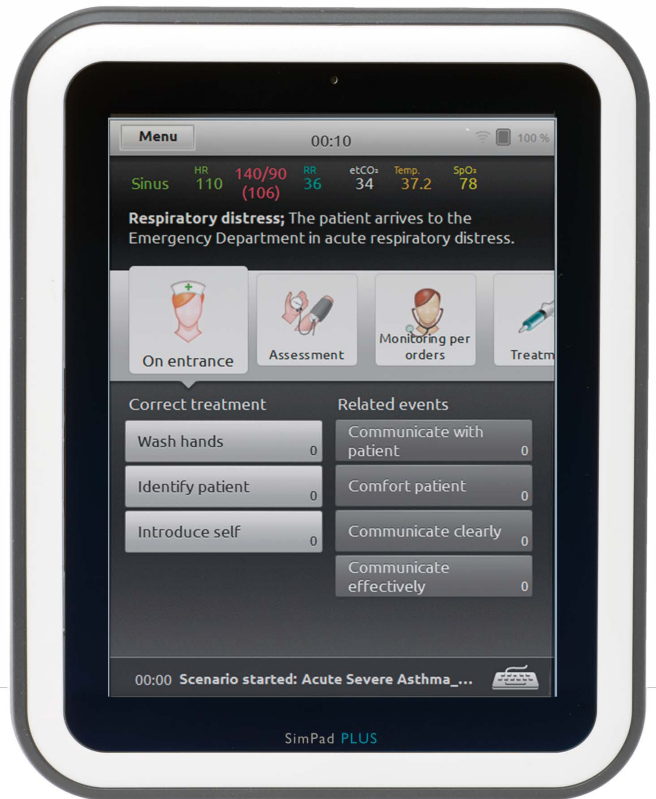 Menu
00:10
100 %
Sinus
HR
110
140/90
(106)
RR
36
etCO₂
34
Temp.
37.2
SpO₂
78
Respiratory distress; The patient arrives to the
Emergency Department in acute respiratory distress.
On entrance
Assessment
Monitoring per
orders
Treatm
Correct treatment
Related events
Wash hands
0
Communicate with
patient
0
Identify patient
0
Comfort patient
0
Introduce self
0
Communicate clearly
0
Communicate
effectively
0
00:00 Scenario started: Acute Severe Asthma_...
SimPad PLUS